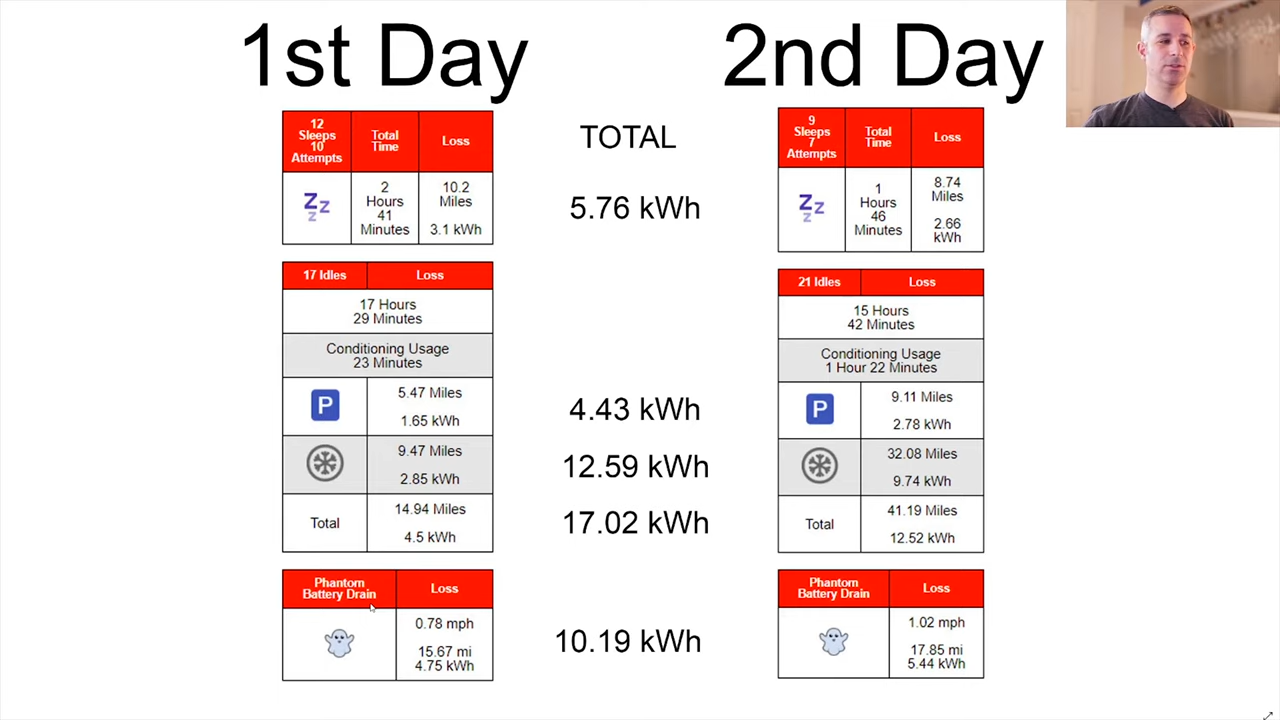 1st Day
2nd Day
12
Sleeps
10
Attempts
Total
Time
Loss
Z
Z
Z
2
Hours
41
Minutes
10.2
Miles
3.1 kWh
17 Idles
Loss
17 Hours
29 Minutes
Conditioning Usage
23 Minutes
P
5.47 Miles
1.65 kWh
9.47 Miles
2.85 kWh
Total
14.94 Miles
4.5 kWh
Phantom
Battery Drain
Loss
0.78 mph
15.67 mi
4.75 kWh
TOTAL
5.76 kWh
4.43 kWh
12.59 kWh
17.02 kWh
10.19 kWh
9
Sleeps
7
Attempts
Total
Time
Loss
Z
Z
Z
1
Hours
46
Minutes
8.74
Miles
2.66
kWh
21 Idles
Loss
15 Hours
42 Minutes
Conditioning Usage
1 Hour 22 Minutes
P
9.11 Miles
2.78 kWh
32.08 Miles
9.74 kWh
Total
41.19 Miles
12.52 kWh
Phantom
Battery Drain
Loss
1.02 mph
17.85 mi
5.44 kWh